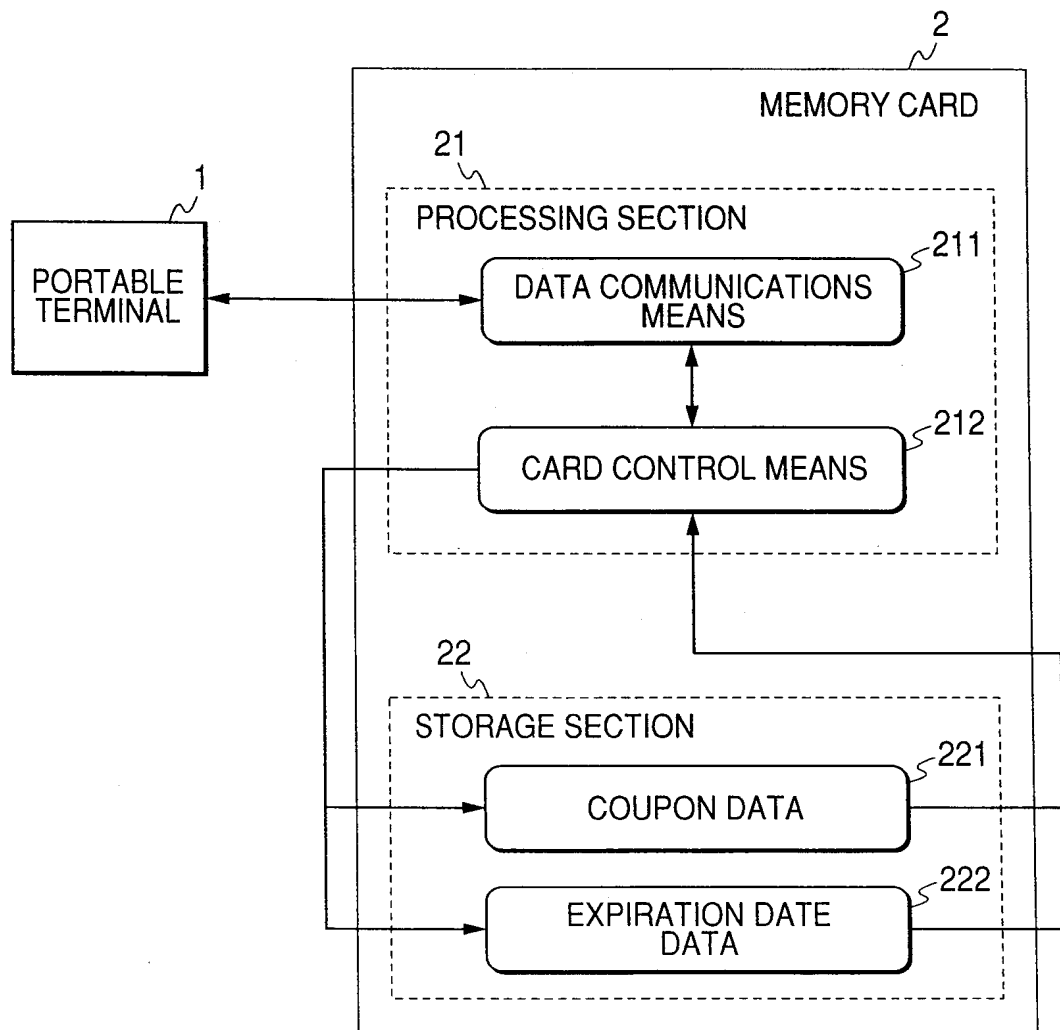 2
MEMORY CARD
21
1
PROCESSING SECTION
211
PORTABLE
TERMINAL
DATA COMMUNICATIONS
MEANS
212
CARD CONTROL MEANS
22
STORAGE SECTION
221
COUPON DATA
222
EXPIRATION DATE
DATA